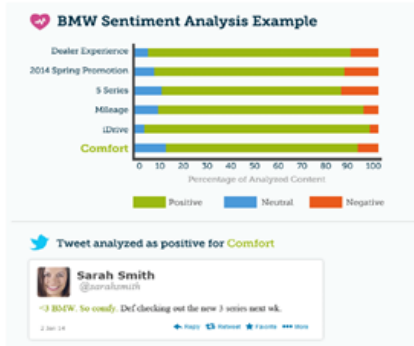 BMW Sentiment Analysis Example
Dealer Experience
2014 Spring Promotion
5 Series
Mileage
iDrive
Comfort
0 10 20 30 40 50 60 70 80 90 100
Percentage of Analyzed Content
Positive Neutral Negative
Tweet analyzed as positive for Comfort
Sarah Smith
@sarahsmith
<3 BMW. So comfy. Def checking out the new 3 series next wk.
2 Jan 14 Reply Retweet Favorite More